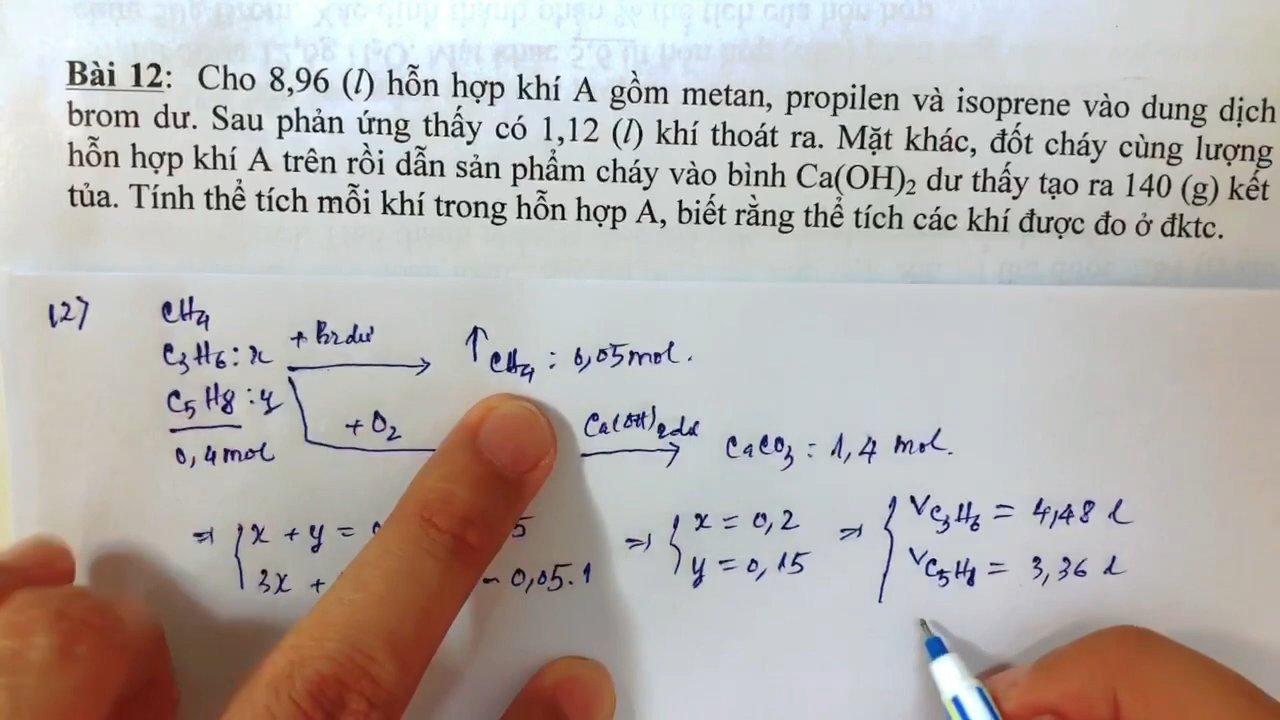 Bài 12: Cho 8,96 (l) hỗn hợp khí A gồm metan, propilen và isoprene vào dung dịch
brom dư. Sau phản ứng thấy có 1,12 (l) khí thoát ra. Mặt khác, đốt cháy cùng lượng
hỗn hợp khí A trên rồi dẫn sản phẩm cháy vào bình Ca(OH)₂ dư thấy tạo ra 140 (g) kết
tủa. Tính thể tích mỗi khí trong hỗn hợp A, biết rằng thể tích các khí được đo ở đktc.
12)
CH₄
C₃H₆ : x
C₅H₈ : y
0,4 mol
+ Br dư
↑ CH₄ : 0,05 mol.
+ O₂
Ca(OH)₂ dư
CaCO₃ = 1,4 mol.
⇒ { x + y = 5
3x + - 0,05.1
⇒ { x = 0,2
y = 0,15
⇒ { V C₃H₆ = 4,48 l
V C₅H₈ = 3,36 l